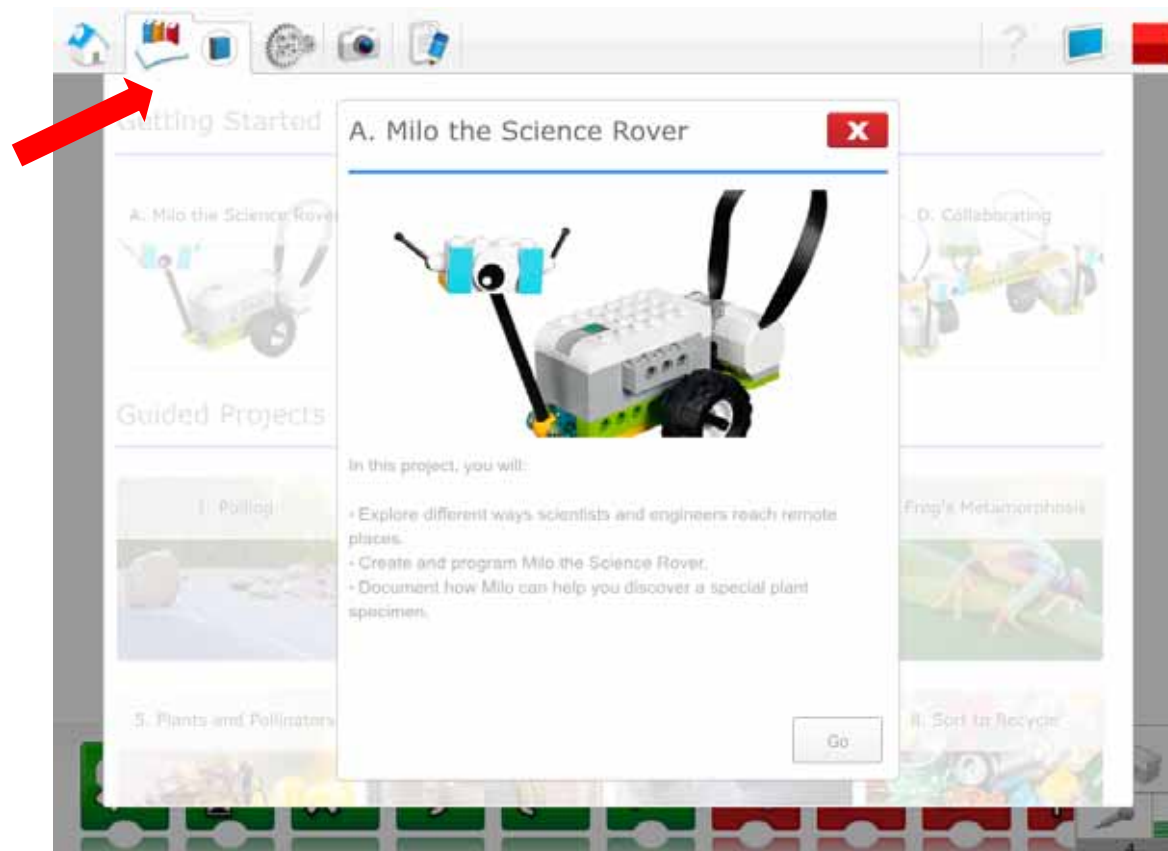 Getting Started
A. Milo the Science Rover
A. Milo the Science Rove
D. Collaborating
Guided Projects
In this project, you will:
1. Pulling
Frog's Metamorphosis
• Explore different ways scientists and engineers reach remote
places.
• Create and program Milo the Science Rover.
• Document how Milo can help you discover a special plant
specimen.
5. Plants and Pollinators
8. Sort to Recycle
Go